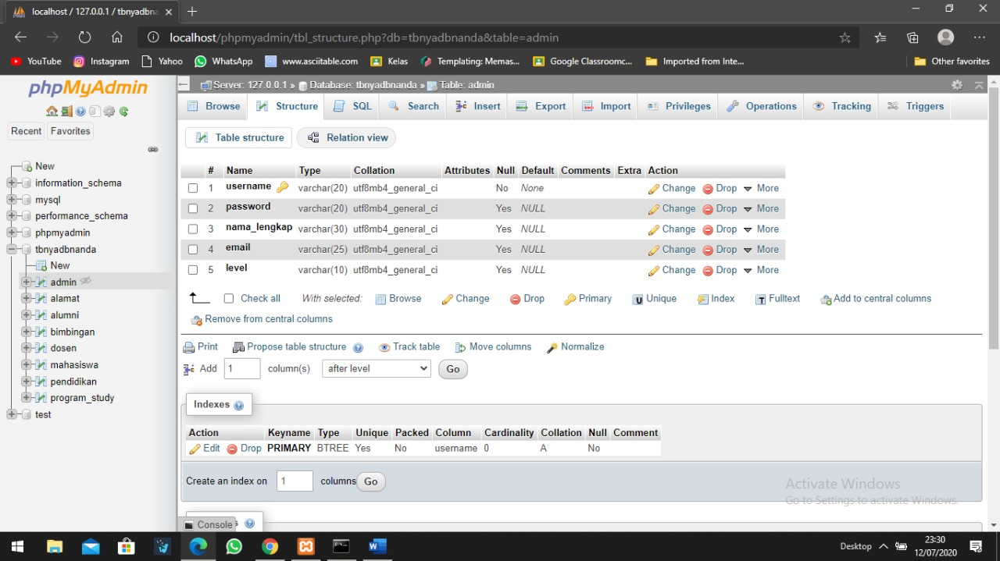 localhost / 127.0.0.1 / tbnyadbna
localhost/phpmyadmin/tbl_structure.php?db=tbnyadbnanda&table=admin
YouTube Instagram Yahoo WhatsApp www.asciitable.com Kelas Templating: Memas... Google Classroomc... Imported from Inte... Other favorites
phpMyAdmin
Recent Favorites
New
information_schema
mysql
performance_schema
phpmyadmin
tbnyadbnanda
New
admin
alamat
alumni
bimbingan
dosen
mahasiswa
pendidikan
program_study
test
Server: 127.0.0.1 » Database: tbnyadbnanda » Table: admin
Browse Structure SQL Search Insert Export Import Privileges Operations Tracking Triggers
Table structure Relation view
# Name Type Collation Attributes Null Default Comments Extra Action
1 username varchar(20) utf8mb4_general_ci No None Change Drop More
2 password varchar(20) utf8mb4_general_ci Yes NULL Change Drop More
3 nama_lengkap varchar(30) utf8mb4_general_ci Yes NULL Change Drop More
4 email varchar(25) utf8mb4_general_ci Yes NULL Change Drop More
5 level varchar(10) utf8mb4_general_ci Yes NULL Change Drop More
Check all With selected: Browse Change Drop Primary Unique Index Fulltext Add to central columns
Remove from central columns
Print Propose table structure Track table Move columns Normalize
Add 1 column(s) after level Go
Indexes
Action Keyname Type Unique Packed Column Cardinality Collation Null Comment
Edit Drop PRIMARY BTREE Yes No username 0 A No
Create an index on 1 columns Go
Activate Windows
Go to Settings to activate Windows.
Console
Desktop 23:30
12/07/2020